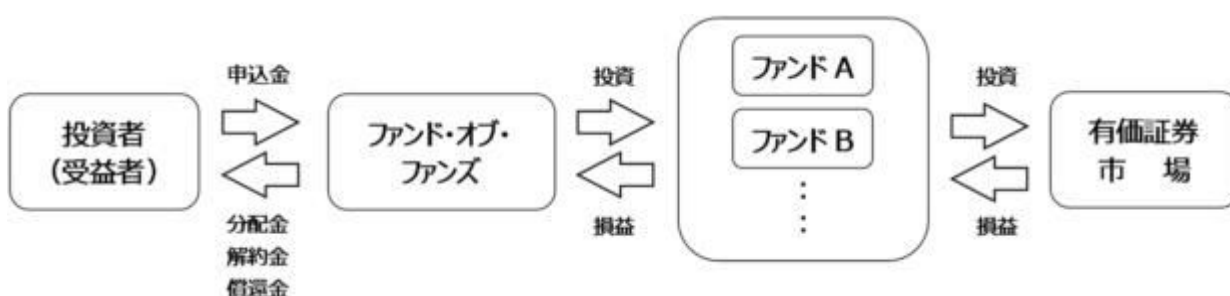 申込金
投資者
(受益者)
分配金
解約金
償還金
ファンド・オブ・
ファンズ
投資
損益
ファンド A
ファンド B
投資
損益
有価証券
市 場